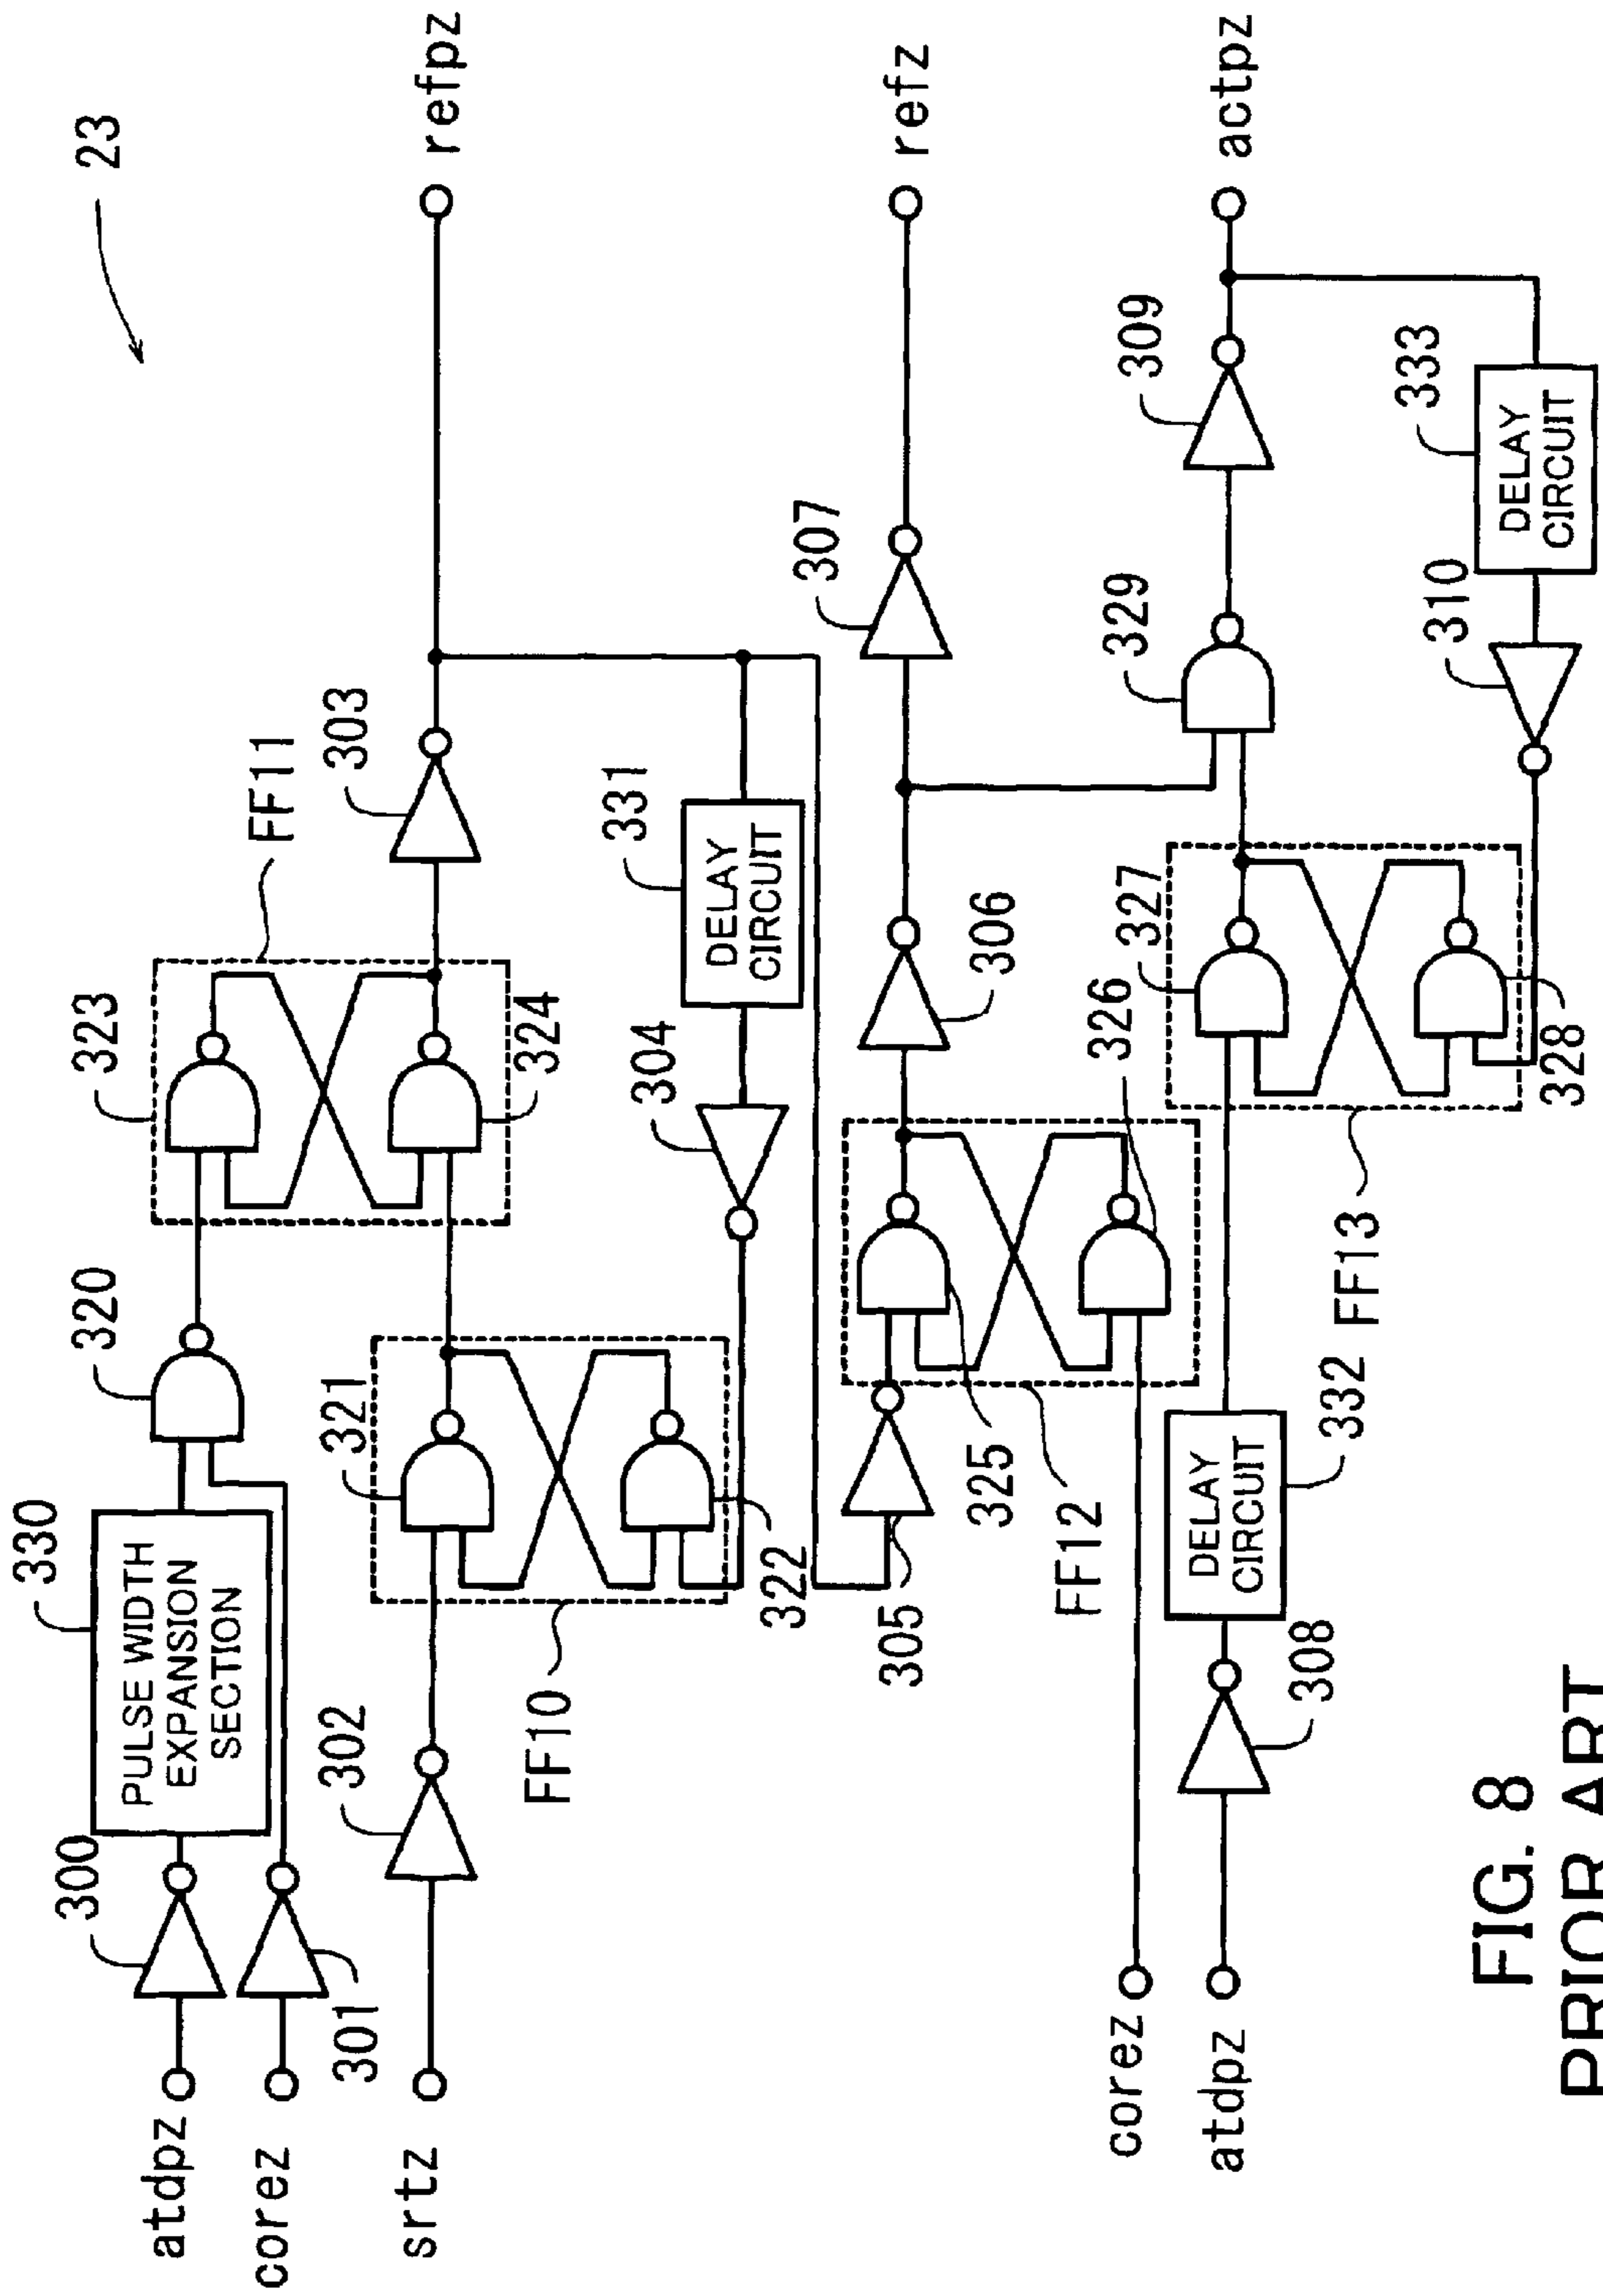 23
atdpz
300
PULSE WIDTH
EXPANSION
SECTION
330
320
323
FF11
corez
301
srtz
302
321
324
303
refpz
FF10
322
304
DELAY
CIRCUIT
331
305
325
326
FF12
306
307
refz
corez
atdpz
308
DELAY
CIRCUIT
332
FF13
327
328
329
309
actpz
310
DELAY
CIRCUIT
333
FIG. 8
PRIOR ART